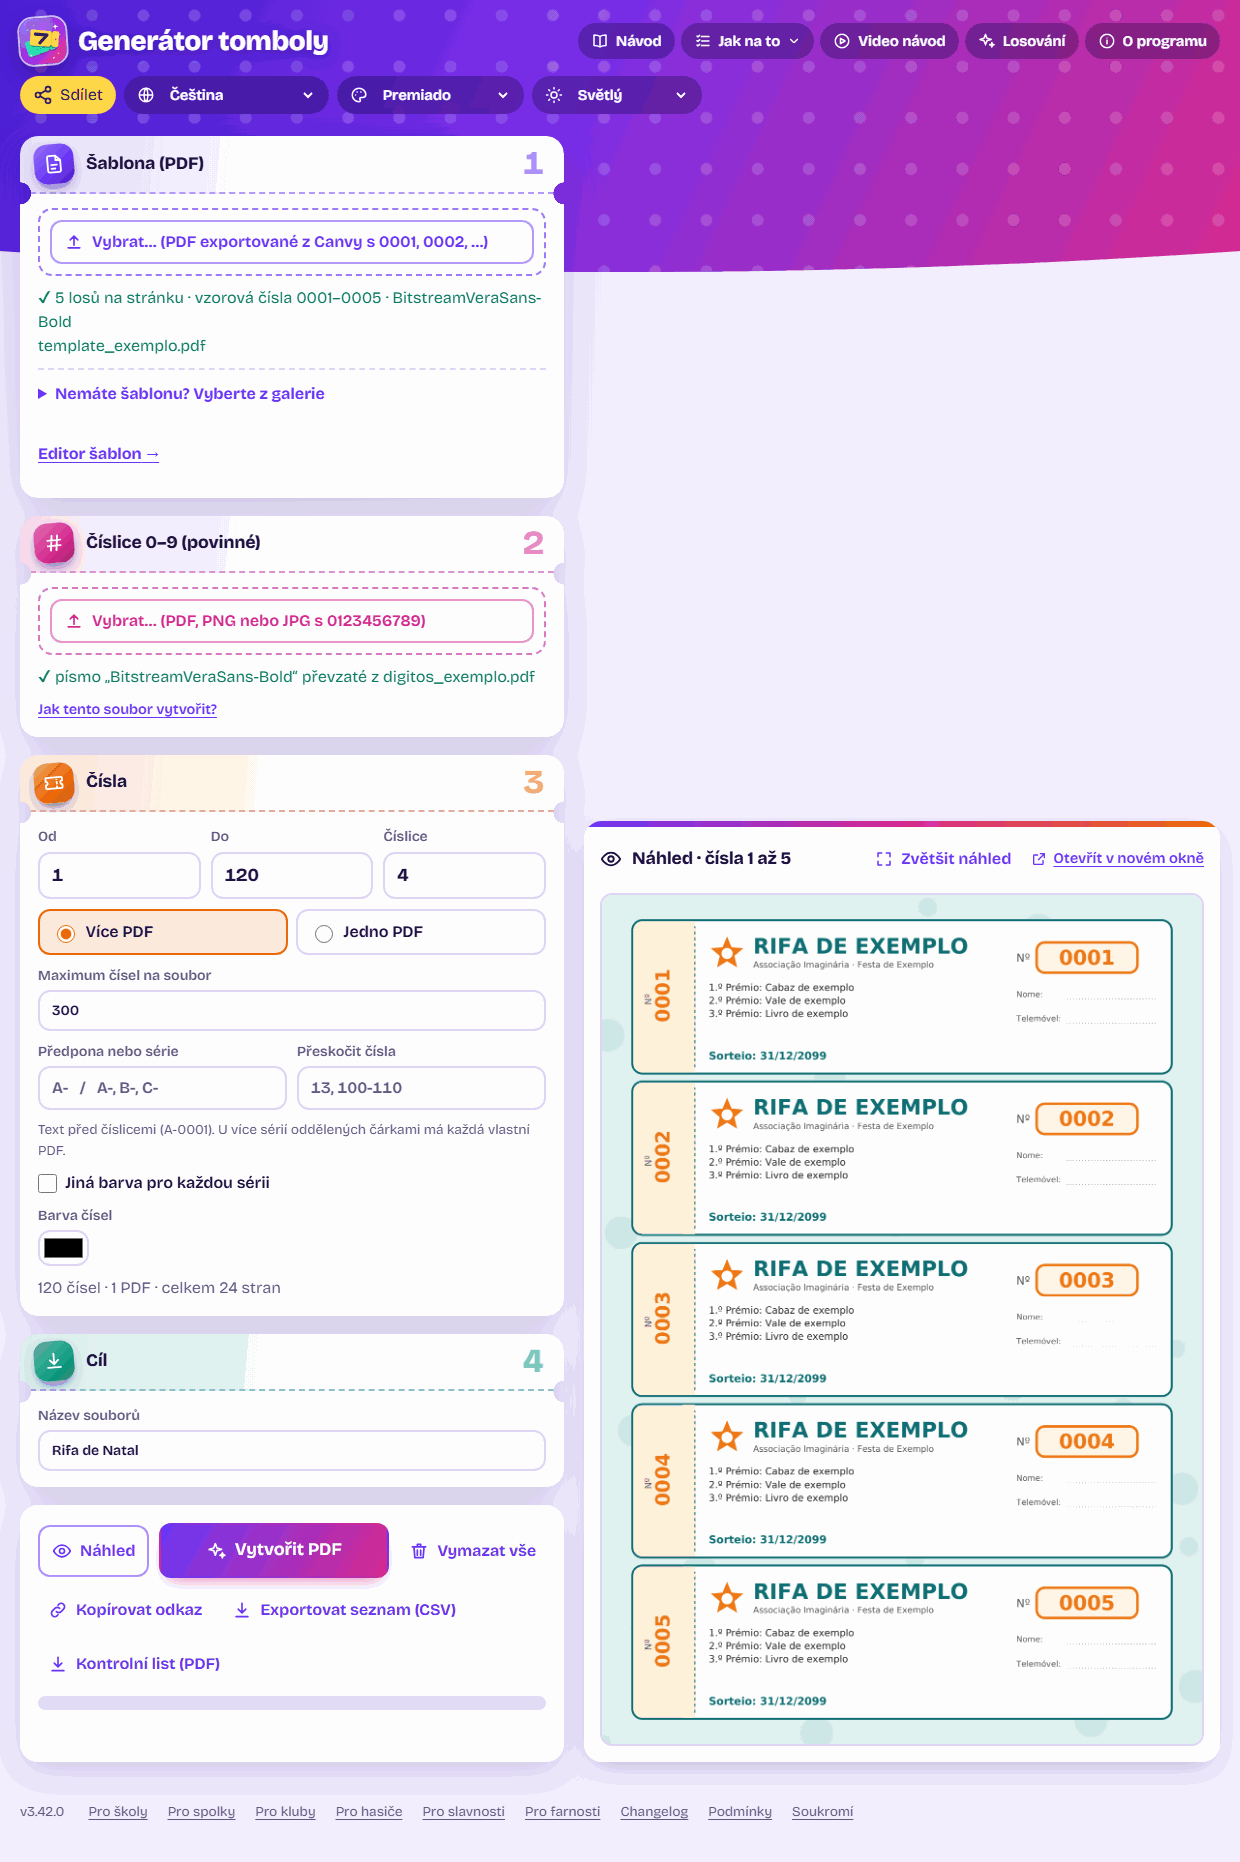 Generátor tomboly
Návod
Jak na to
Video návod
Losování
O programu
Sdílet
Čeština
Premiado
Světlý
Šablona (PDF)
1
Vybrat... (PDF exportované z Canvy s 0001, 0002, ...)
✓ 5 losů na stránku · vzorová čísla 0001–0005 · BitstreamVeraSans-
Bold
template_exemplo.pdf
▶ Nemáte šablonu? Vyberte z galerie
Editor šablon →
Číslice 0–9 (povinné)
2
Vybrat... (PDF, PNG nebo JPG s 0123456789)
✓ písmo „BitstreamVeraSans-Bold“ převzaté z digitos_exemplo.pdf
Jak tento soubor vytvořit?
Čísla
3
Od
Do
Číslice
1
120
4
Více PDF
Jedno PDF
Maximum čísel na soubor
300
Předpona nebo série
Přeskočit čísla
A- / A-, B-, C-
13, 100-110
Text před číslicemi (A-0001). U více sérií oddělených čárkami má každá vlastní
PDF.
Jiná barva pro každou sérii
Barva čísel
120 čísel · 1 PDF · celkem 24 stran
Cíl
4
Název souborů
Rifa de Natal
Náhled
Vytvořit PDF
Vymazat vše
Kopírovat odkaz
Exportovat seznam (CSV)
Kontrolní list (PDF)
Náhled · čísla 1 až 5
Zvětšit náhled
Otevřít v novém okně
Nº 0001
RIFA DE EXEMPLO
Associação Imaginária · Festa de Exemplo
1.º Prémio: Cabaz de exemplo
2.º Prémio: Vale de exemplo
3.º Prémio: Livro de exemplo
Sorteio: 31/12/2099
Nº 0001
Nome:
Telemóvel:
Nº 0002
RIFA DE EXEMPLO
Associação Imaginária · Festa de Exemplo
1.º Prémio: Cabaz de exemplo
2.º Prémio: Vale de exemplo
3.º Prémio: Livro de exemplo
Sorteio: 31/12/2099
Nº 0002
Nome:
Telemóvel:
Nº 0003
RIFA DE EXEMPLO
Associação Imaginária · Festa de Exemplo
1.º Prémio: Cabaz de exemplo
2.º Prémio: Vale de exemplo
3.º Prémio: Livro de exemplo
Sorteio: 31/12/2099
Nº 0003
Nome:
Telemóvel:
Nº 0004
RIFA DE EXEMPLO
Associação Imaginária · Festa de Exemplo
1.º Prémio: Cabaz de exemplo
2.º Prémio: Vale de exemplo
3.º Prémio: Livro de exemplo
Sorteio: 31/12/2099
Nº 0004
Nome:
Telemóvel:
Nº 0005
RIFA DE EXEMPLO
Associação Imaginária · Festa de Exemplo
1.º Prémio: Cabaz de exemplo
2.º Prémio: Vale de exemplo
3.º Prémio: Livro de exemplo
Sorteio: 31/12/2099
Nº 0005
Nome:
Telemóvel:
v3.42.0 Pro školy Pro spolky Pro kluby Pro hasiče Pro slavnosti Pro farnosti Changelog Podmínky Soukromí